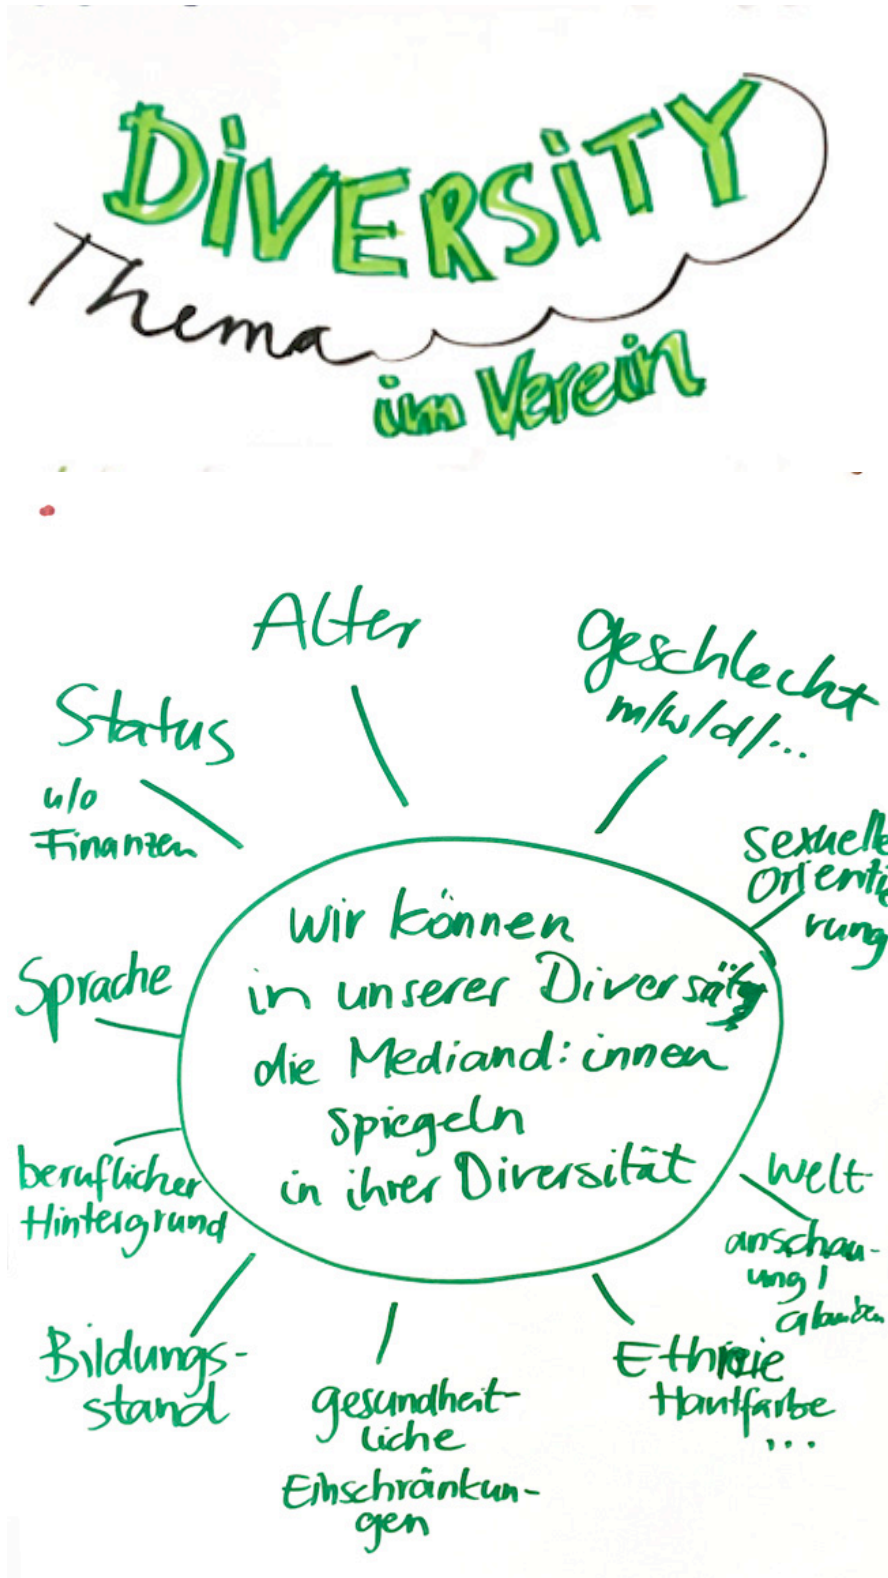 DiVERSiTY
Thema
im Verein
Alter
Geschlecht
m/w/d/...
Status
u/o
Finanzen
sexuelle
Orientie
rung
Wir können
in unserer Diversität
die Mediand:innen
spiegeln
in ihrer Diversität
Sprache
beruflicher
Hintergrund
Welt-
anschau-
ung /
Glauben
Bildungs-
stand
gesundheit-
liche
Einschränkun-
gen
Ethnie
Hautfarbe
...